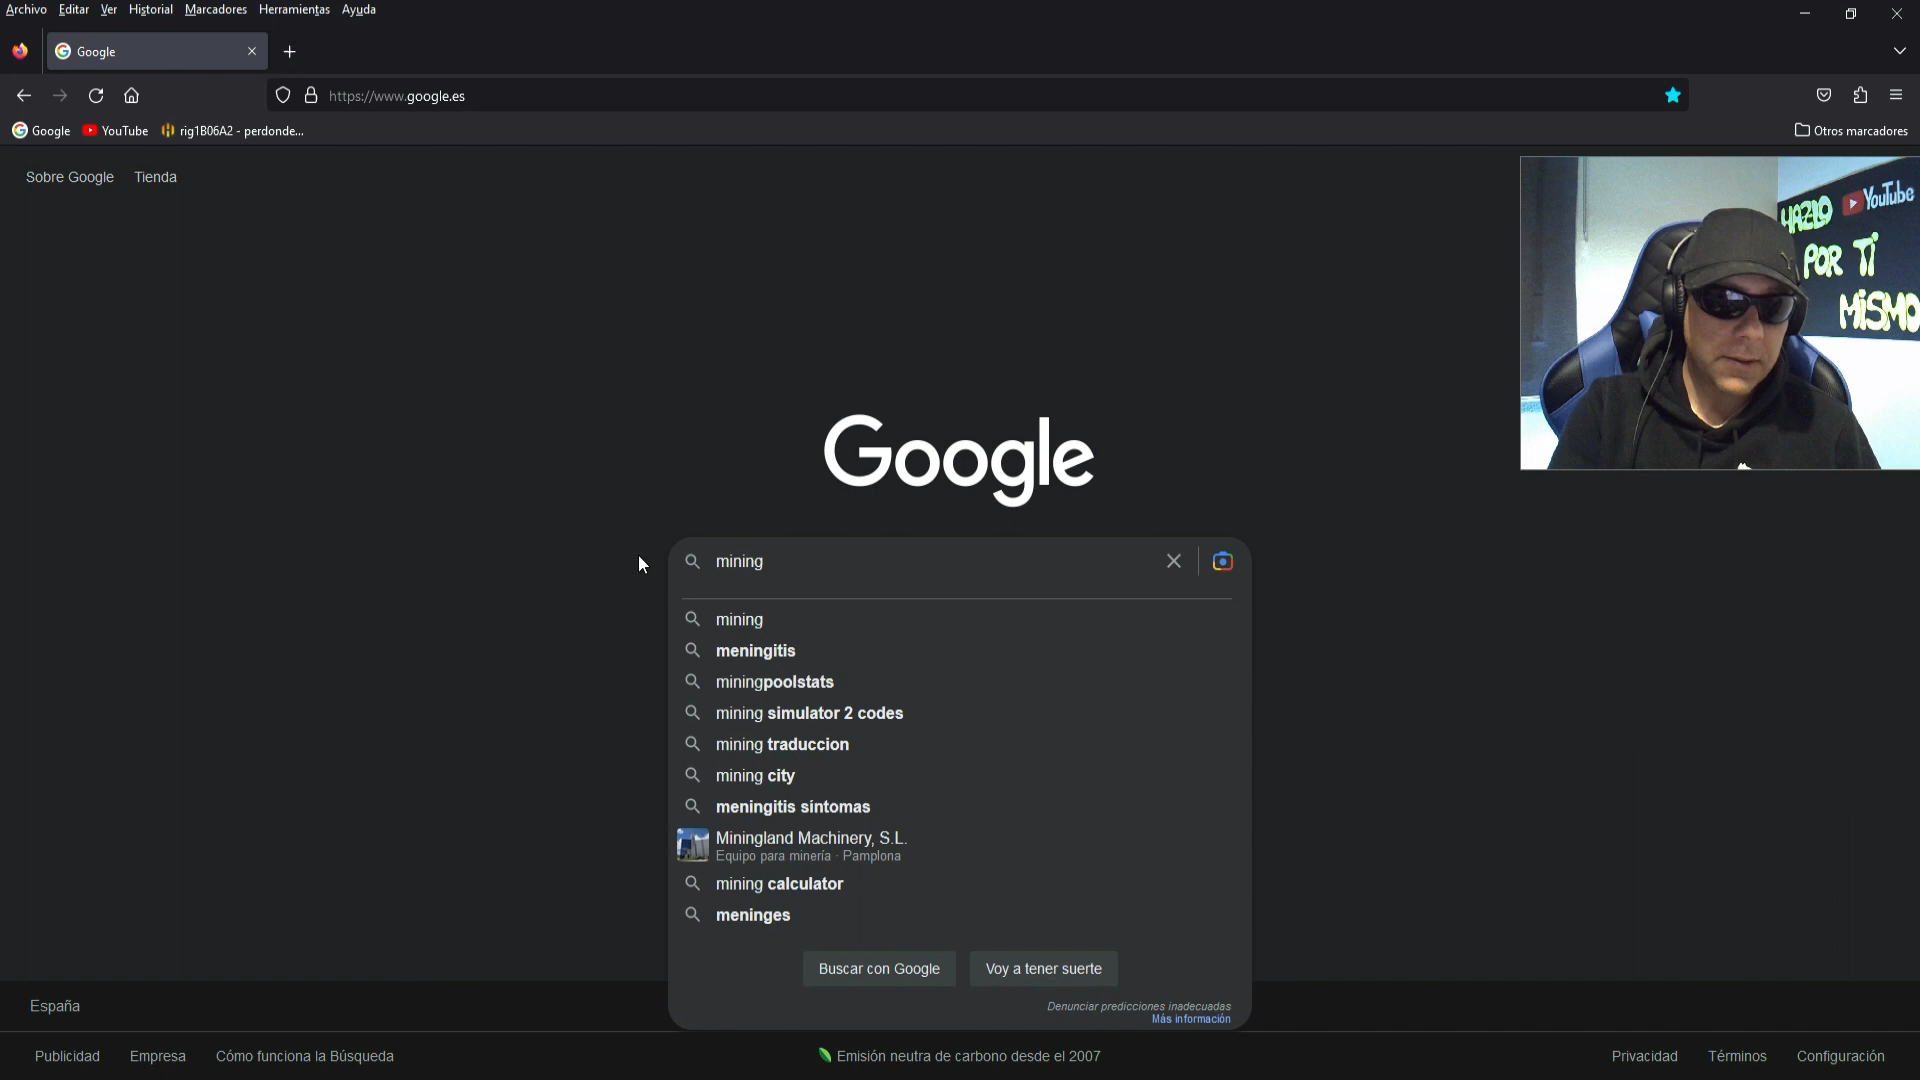 Archivo Editar Ver Historial Marcadores Herramientas Ayuda
Google
https://www.google.es
Google YouTube rig1B06A2 - perdonde...
Otros marcadores
Sobre Google Tienda
YouTube
HAZLO
POR TI
MISMO
Google
mining
mining
meningitis
miningpoolstats
mining simulator 2 codes
mining traduccion
mining city
meningitis síntomas
Miningland Machinery, S.L.
Equipo para minería · Pamplona
mining calculator
meninges
Buscar con Google Voy a tener suerte
Denunciar predicciones inadecuadas
Más información
España
Publicidad Empresa Cómo funciona la Búsqueda
Emisión neutra de carbono desde el 2007
Privacidad Términos Configuración